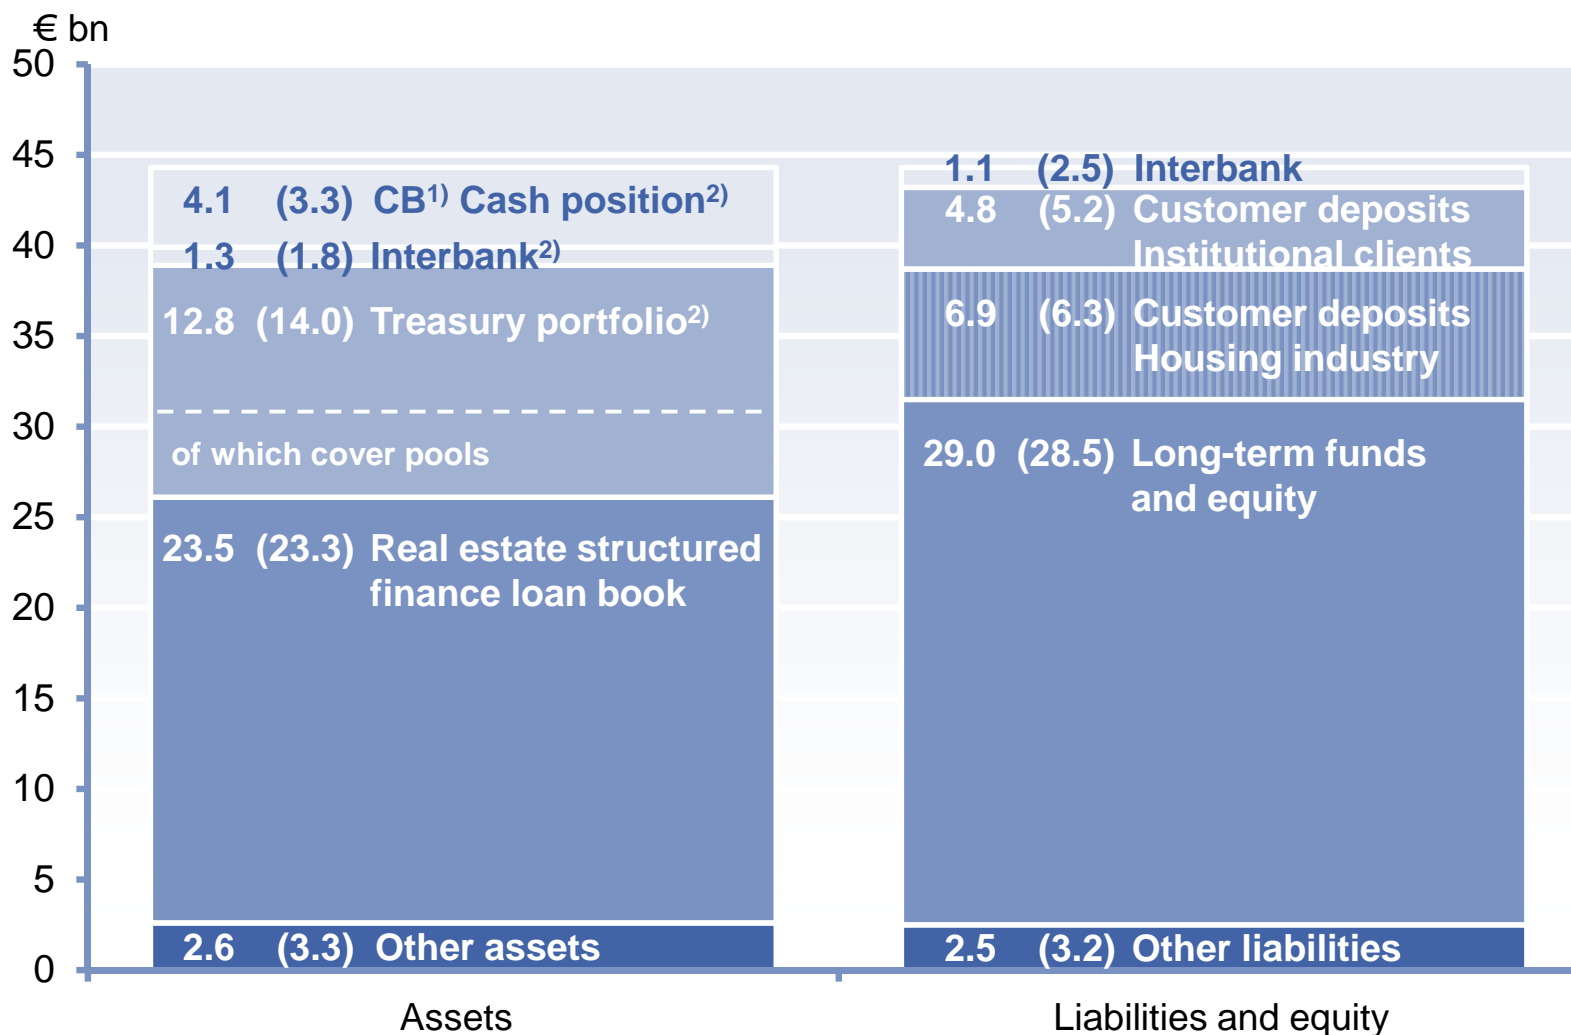 € bn
50
45
40
35
30
25
20
15
10
5
0
4.1 (3.3) CB1) Cash position2)
1.3 (1.8) Interbank2)
12.8 (14.0) Treasury portfolio2)
of which cover pools
23.5 (23.3) Real estate structured
finance loan book
2.6 (3.3) Other assets
1.1 (2.5) Interbank
4.8 (5.2) Customer deposits
Institutional clients
6.9 (6.3) Customer deposits
Housing industry
29.0 (28.5) Long-term funds
and equity
2.5 (3.2) Other liabilities
Assets
Liabilities and equity